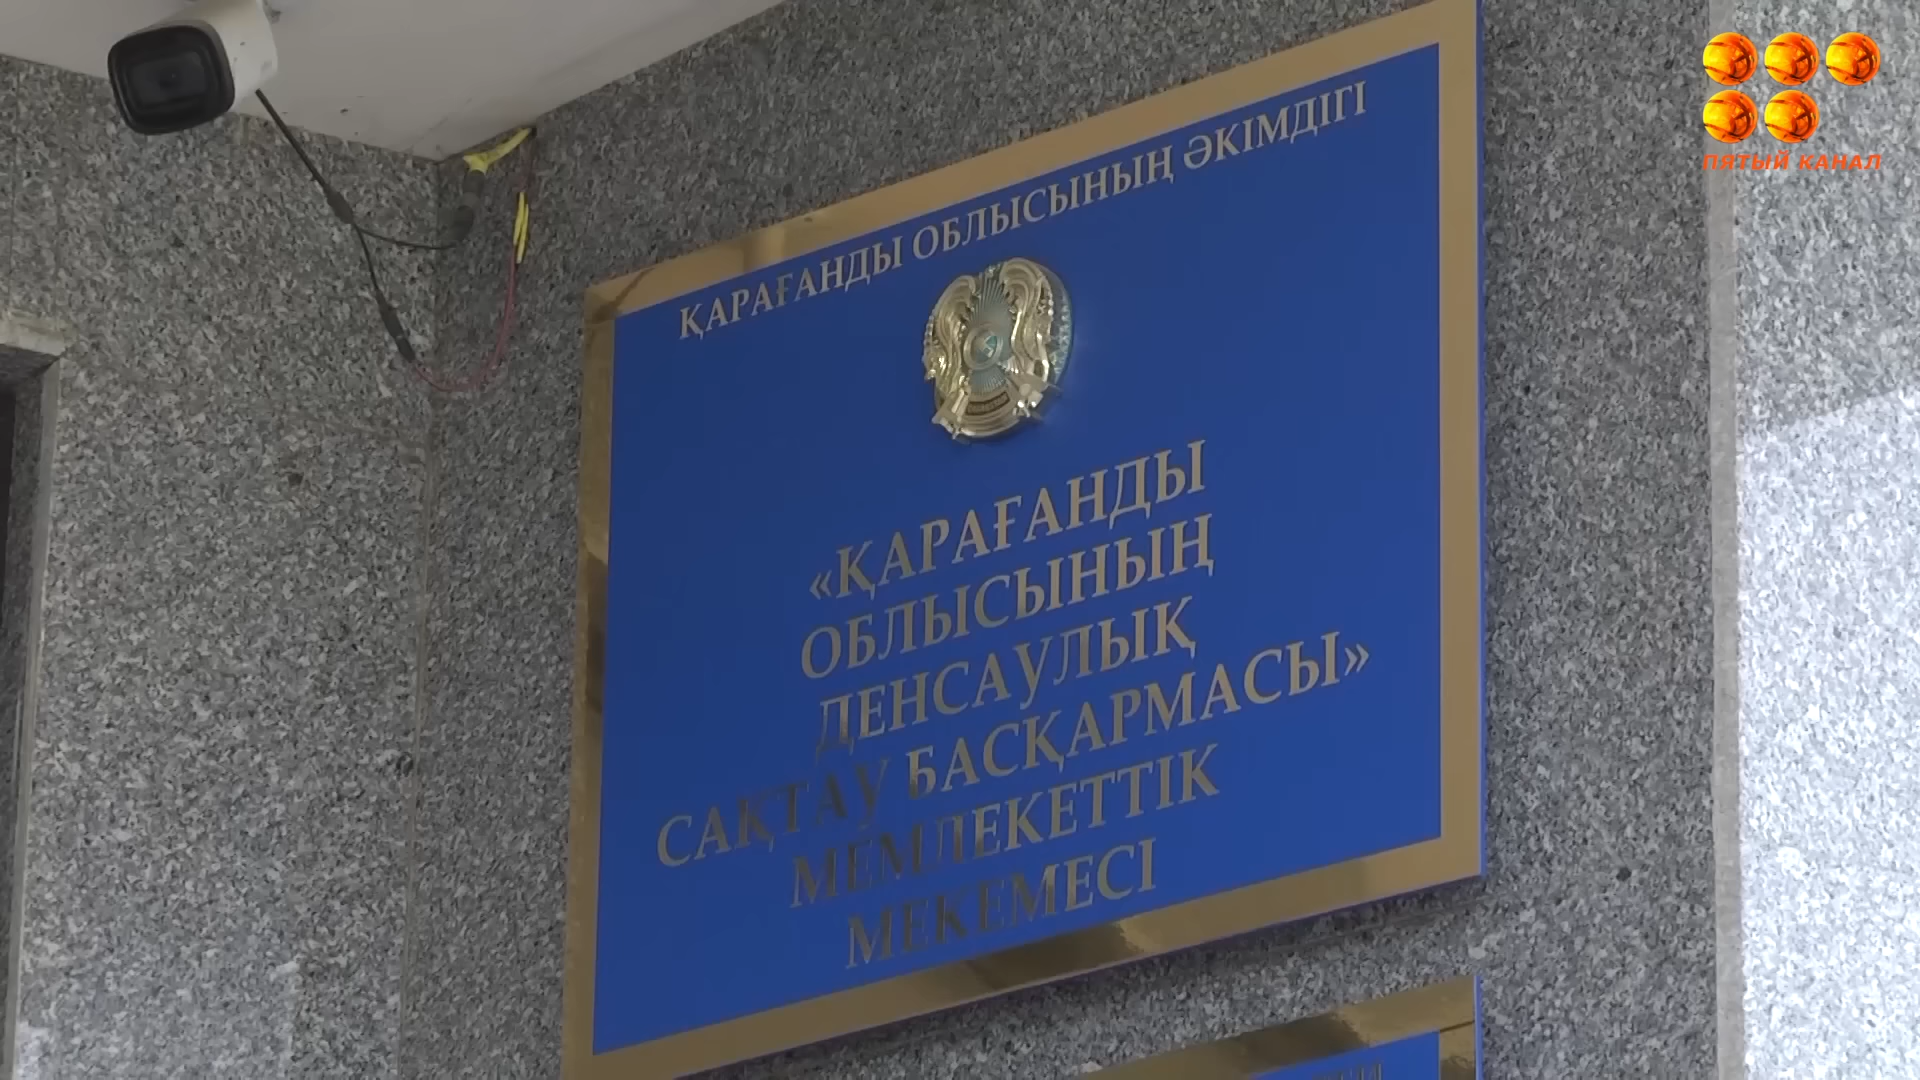 ПЯТЫЙ КАНАЛ
ҚАРАҒАНДЫ ОБЛЫСЫНЫҢ ӘКІМДІГІ
«ҚАРАҒАНДЫ
ОБЛЫСЫНЫҢ
ДЕНСАУЛЫҚ
САҚТАУ БАСҚАРМАСЫ»
МЕМЛЕКЕТТІК
МЕКЕМЕСІ